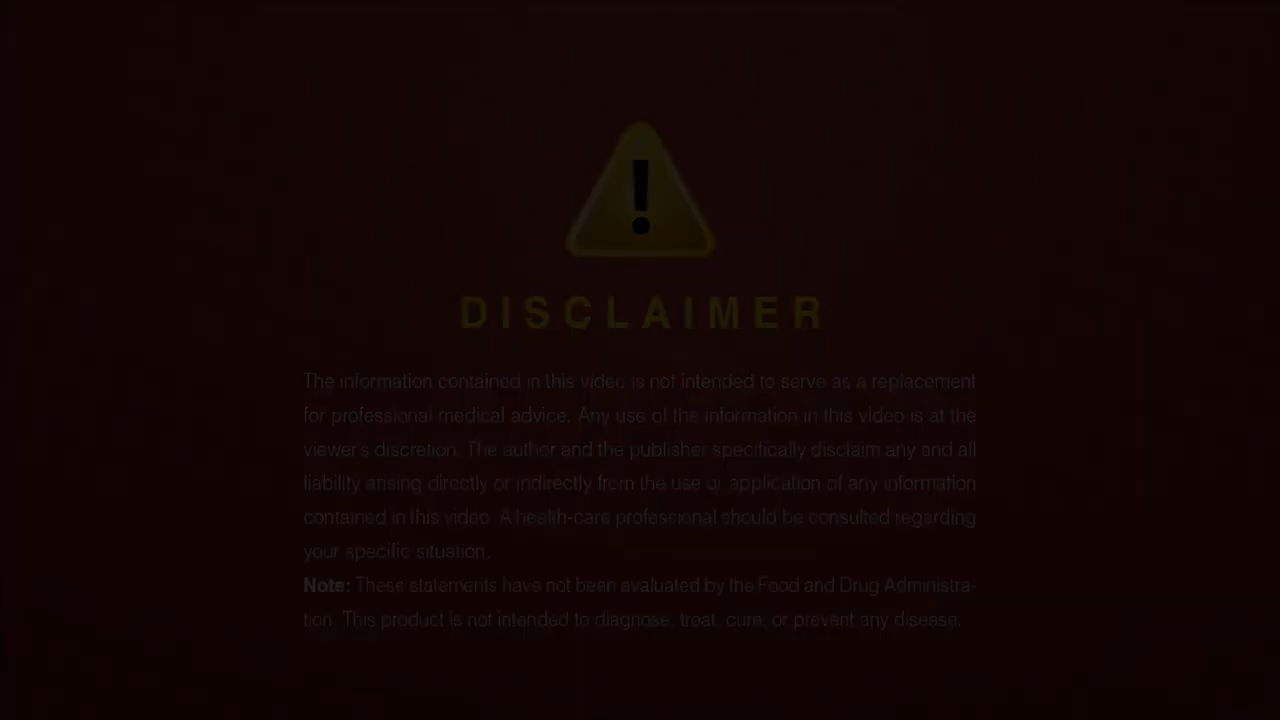 DISCLAIMER
The information contained in this video is not intended to serve as a replacement
for professional medical advice. Any use of the information in this video is at the
viewer's discretion. The author and the publisher specifically disclaim any and all
liability arising directly or indirectly from the use or application of any information
contained in this video. A health-care professional should be consulted regarding
your specific situation.
Note: These statements have not been evaluated by the Food and Drug Administra-
tion. This product is not intended to diagnose, treat, cure, or prevent any disease.